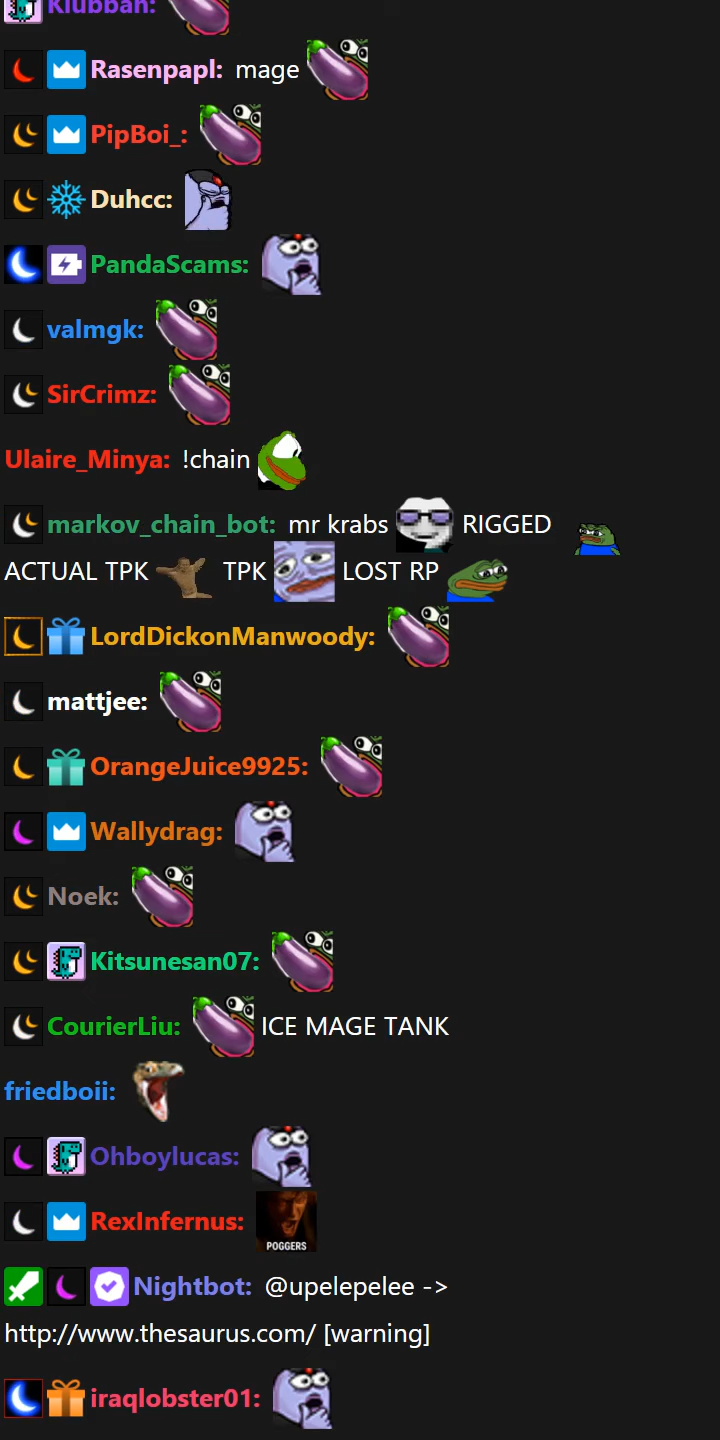 Klubbah:
Rasenpapl: mage
PipBoi_:
Duhcc:
PandaScams:
valmgk:
SirCrimz:
Ulaire_Minya: !chain
markov_chain_bot: mr krabs RIGGED
ACTUAL TPK TPK LOST RP
LordDickonManwoody:
mattjee:
OrangeJuice9925:
Wallydrag:
Noek:
Kitsunesan07:
CourierLiu: ICE MAGE TANK
friedboii:
Ohboylucas:
RexInfernus:
POGGERS
Nightbot: @upelepelee ->
http://www.thesaurus.com/ [warning]
iraqlobster01: